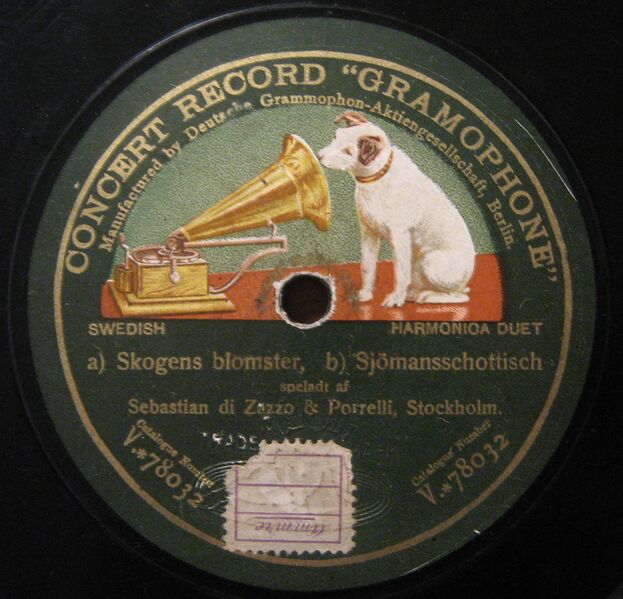 CONCERT RECORD "GRAMOPHONE"
Manufactured by Deutsche Grammophon-Aktiengesellschaft, Berlin.
SWEDISH HARMONICA DUET
a) Skogens blomster, b) Sjömansschottisch
speladt af
Sebastian di Zazzo & Porrelli, Stockholm.
Catalogue Number
V.*78032
Catalogue Number
V.*78032